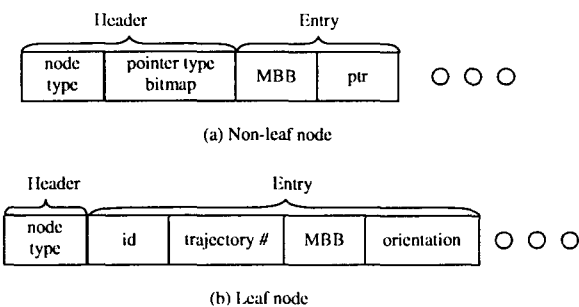 Header Entry
node type pointer type bitmap MBB ptr
(a) Non-leaf node
Header Entry
node type id trajectory # MBB orientation
(b) Leaf node